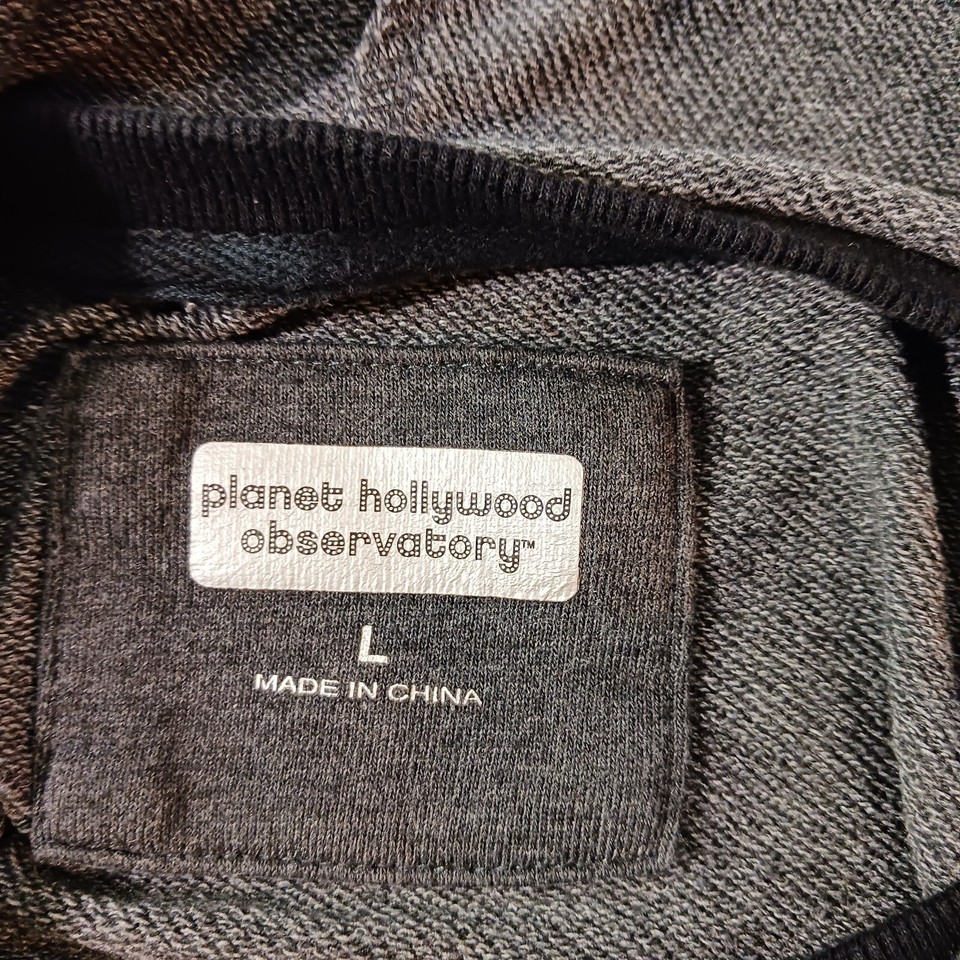 planet hollywood
observatory™
L
MADE IN CHINA